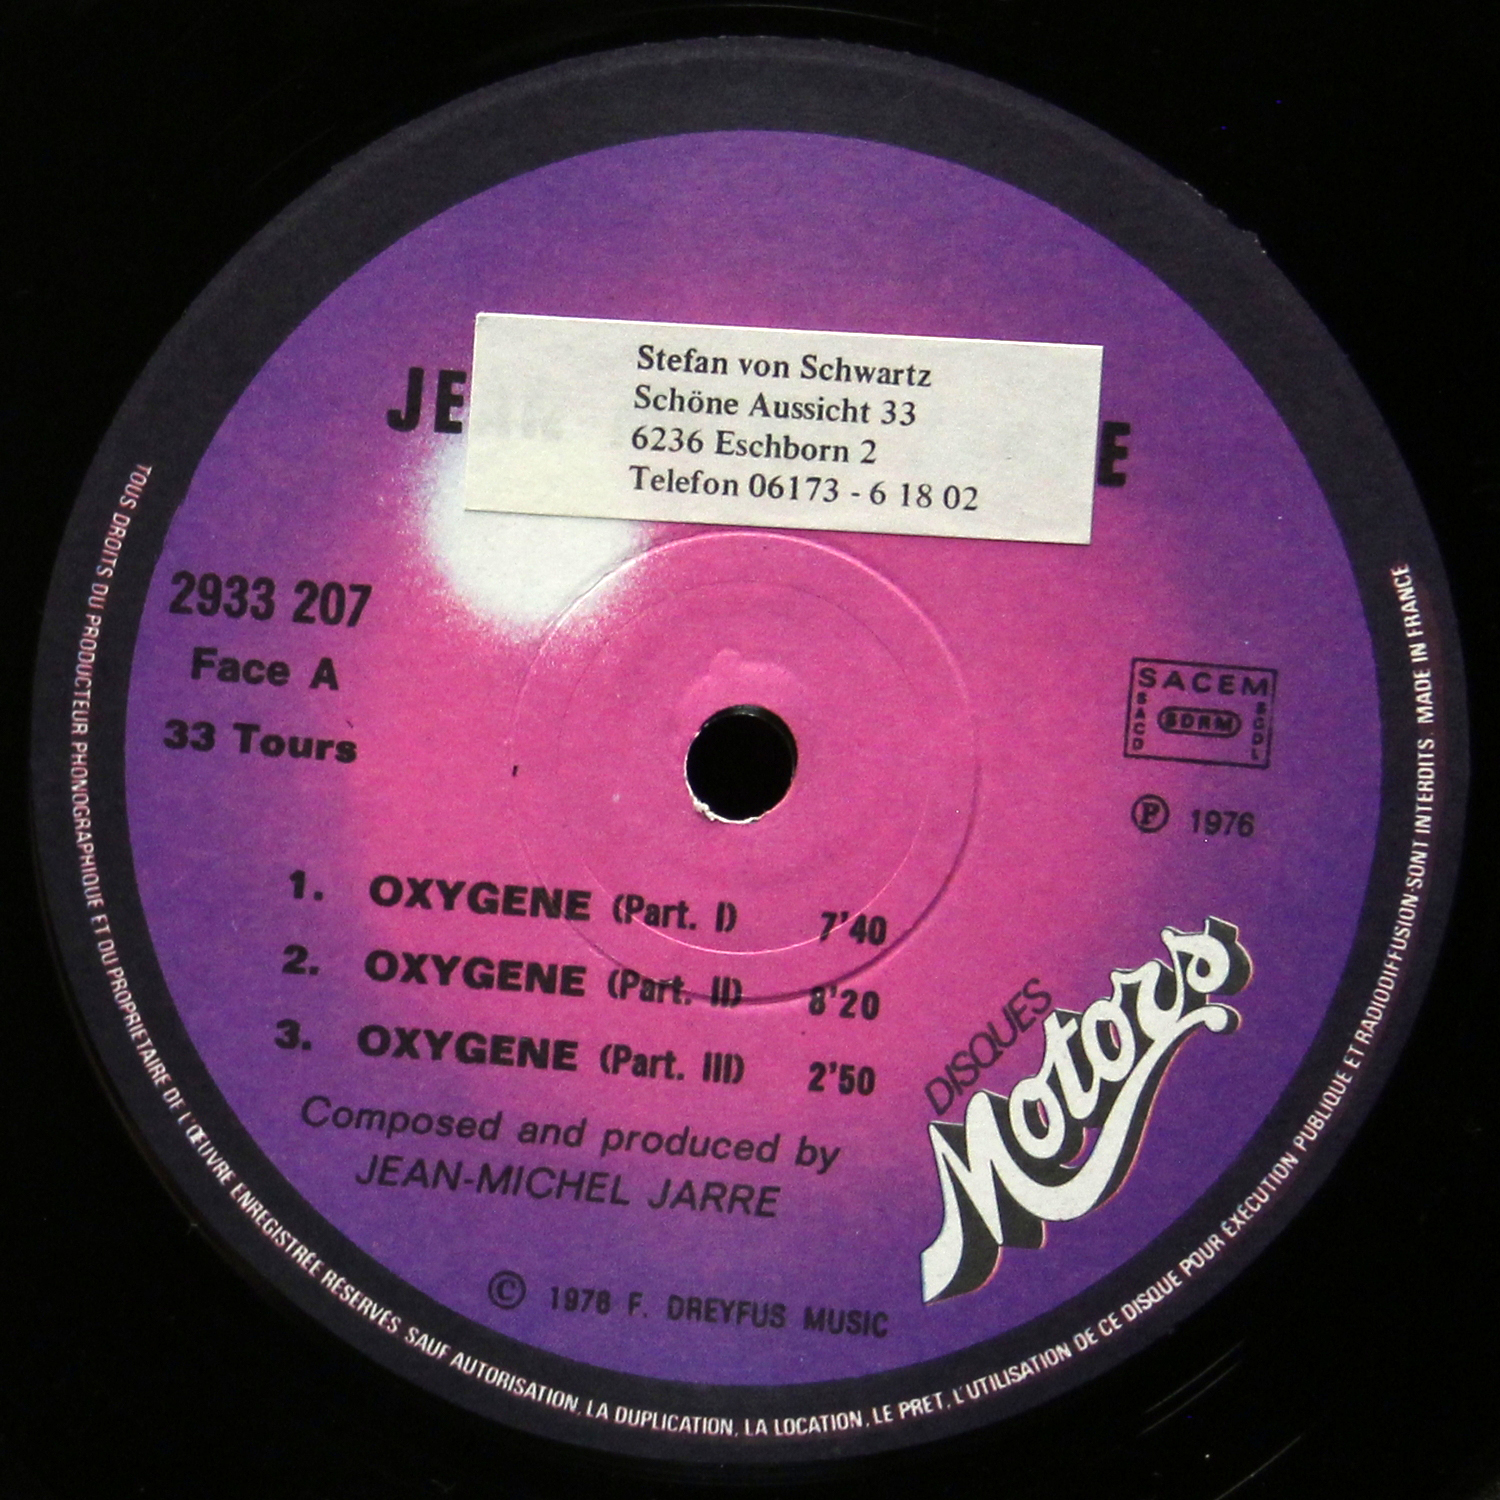 JE
E
Stefan von Schwartz
Schöne Aussicht 33
6236 Eschborn 2
Telefon 06173 - 6 18 02
2933 207
Face A
33 Tours
SACEM
SACD
SDRM
SGDL
Ⓟ 1976
1. OXYGENE (Part. I) 7'40
2. OXYGENE (Part. II) 8'20
3. OXYGENE (Part. III) 2'50
Composed and produced by
JEAN-MICHEL JARRE
© 1976 F. DREYFUS MUSIC
DISQUES
Motors
TOUS DROITS DU PRODUCTEUR PHONOGRAPHIQUE ET DU PROPRIETAIRE DE L'ŒUVRE ENREGISTRÉE RÉSERVÉS. SAUF AUTORISATION, LA DUPLICATION, LA LOCATION, LE PRET, L'UTILISATION DE CE DISQUE POUR EXÉCUTION PUBLIQUE ET RADIODIFFUSION SONT INTERDITS. MADE IN FRANCE